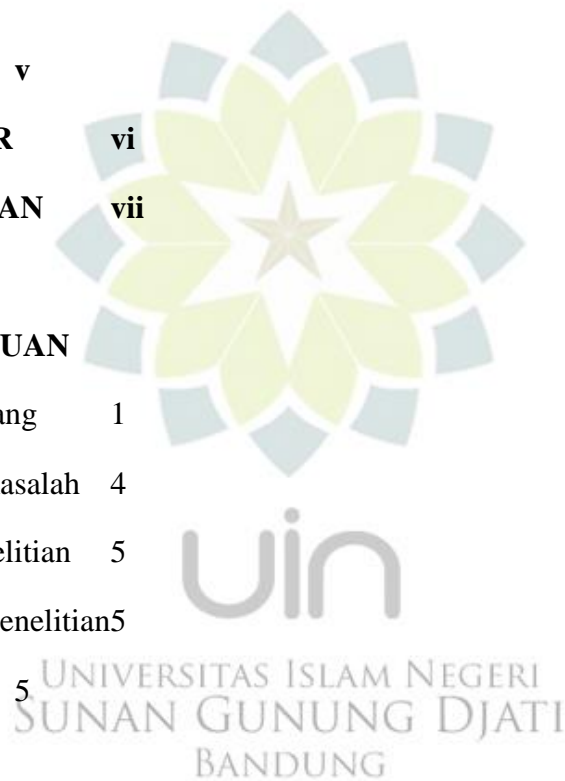 v
R vi
AN vii
UAN
ang 1
asalah 4
elitian 5
enelitian5
5
uin
UNIVERSITAS ISLAM NEGERI
SUNAN GUNUNG DJATI
BANDUNG